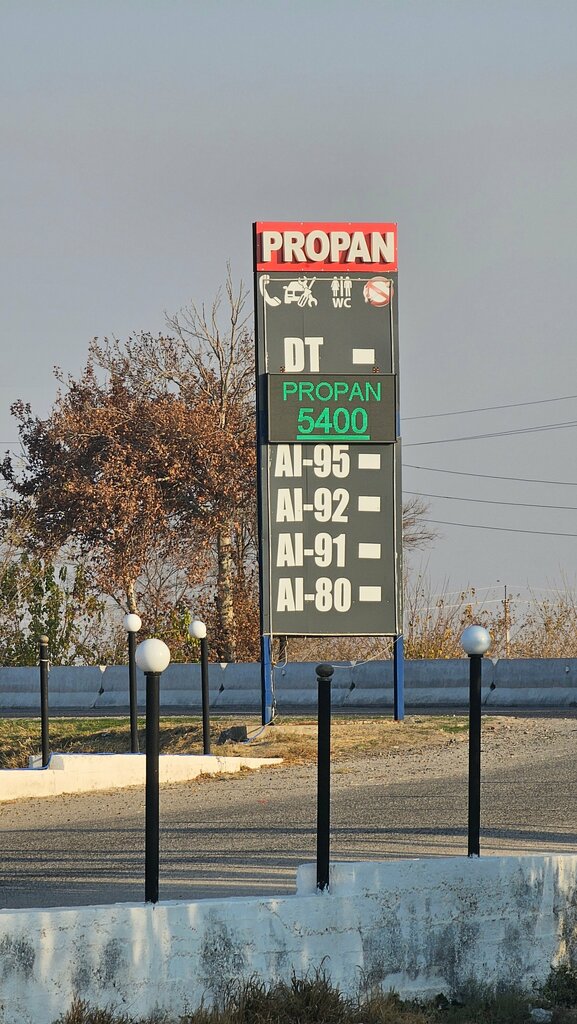 PROPAN
WC
DT
PROPAN
5400
AI-95
AI-92
AI-91
AI-80